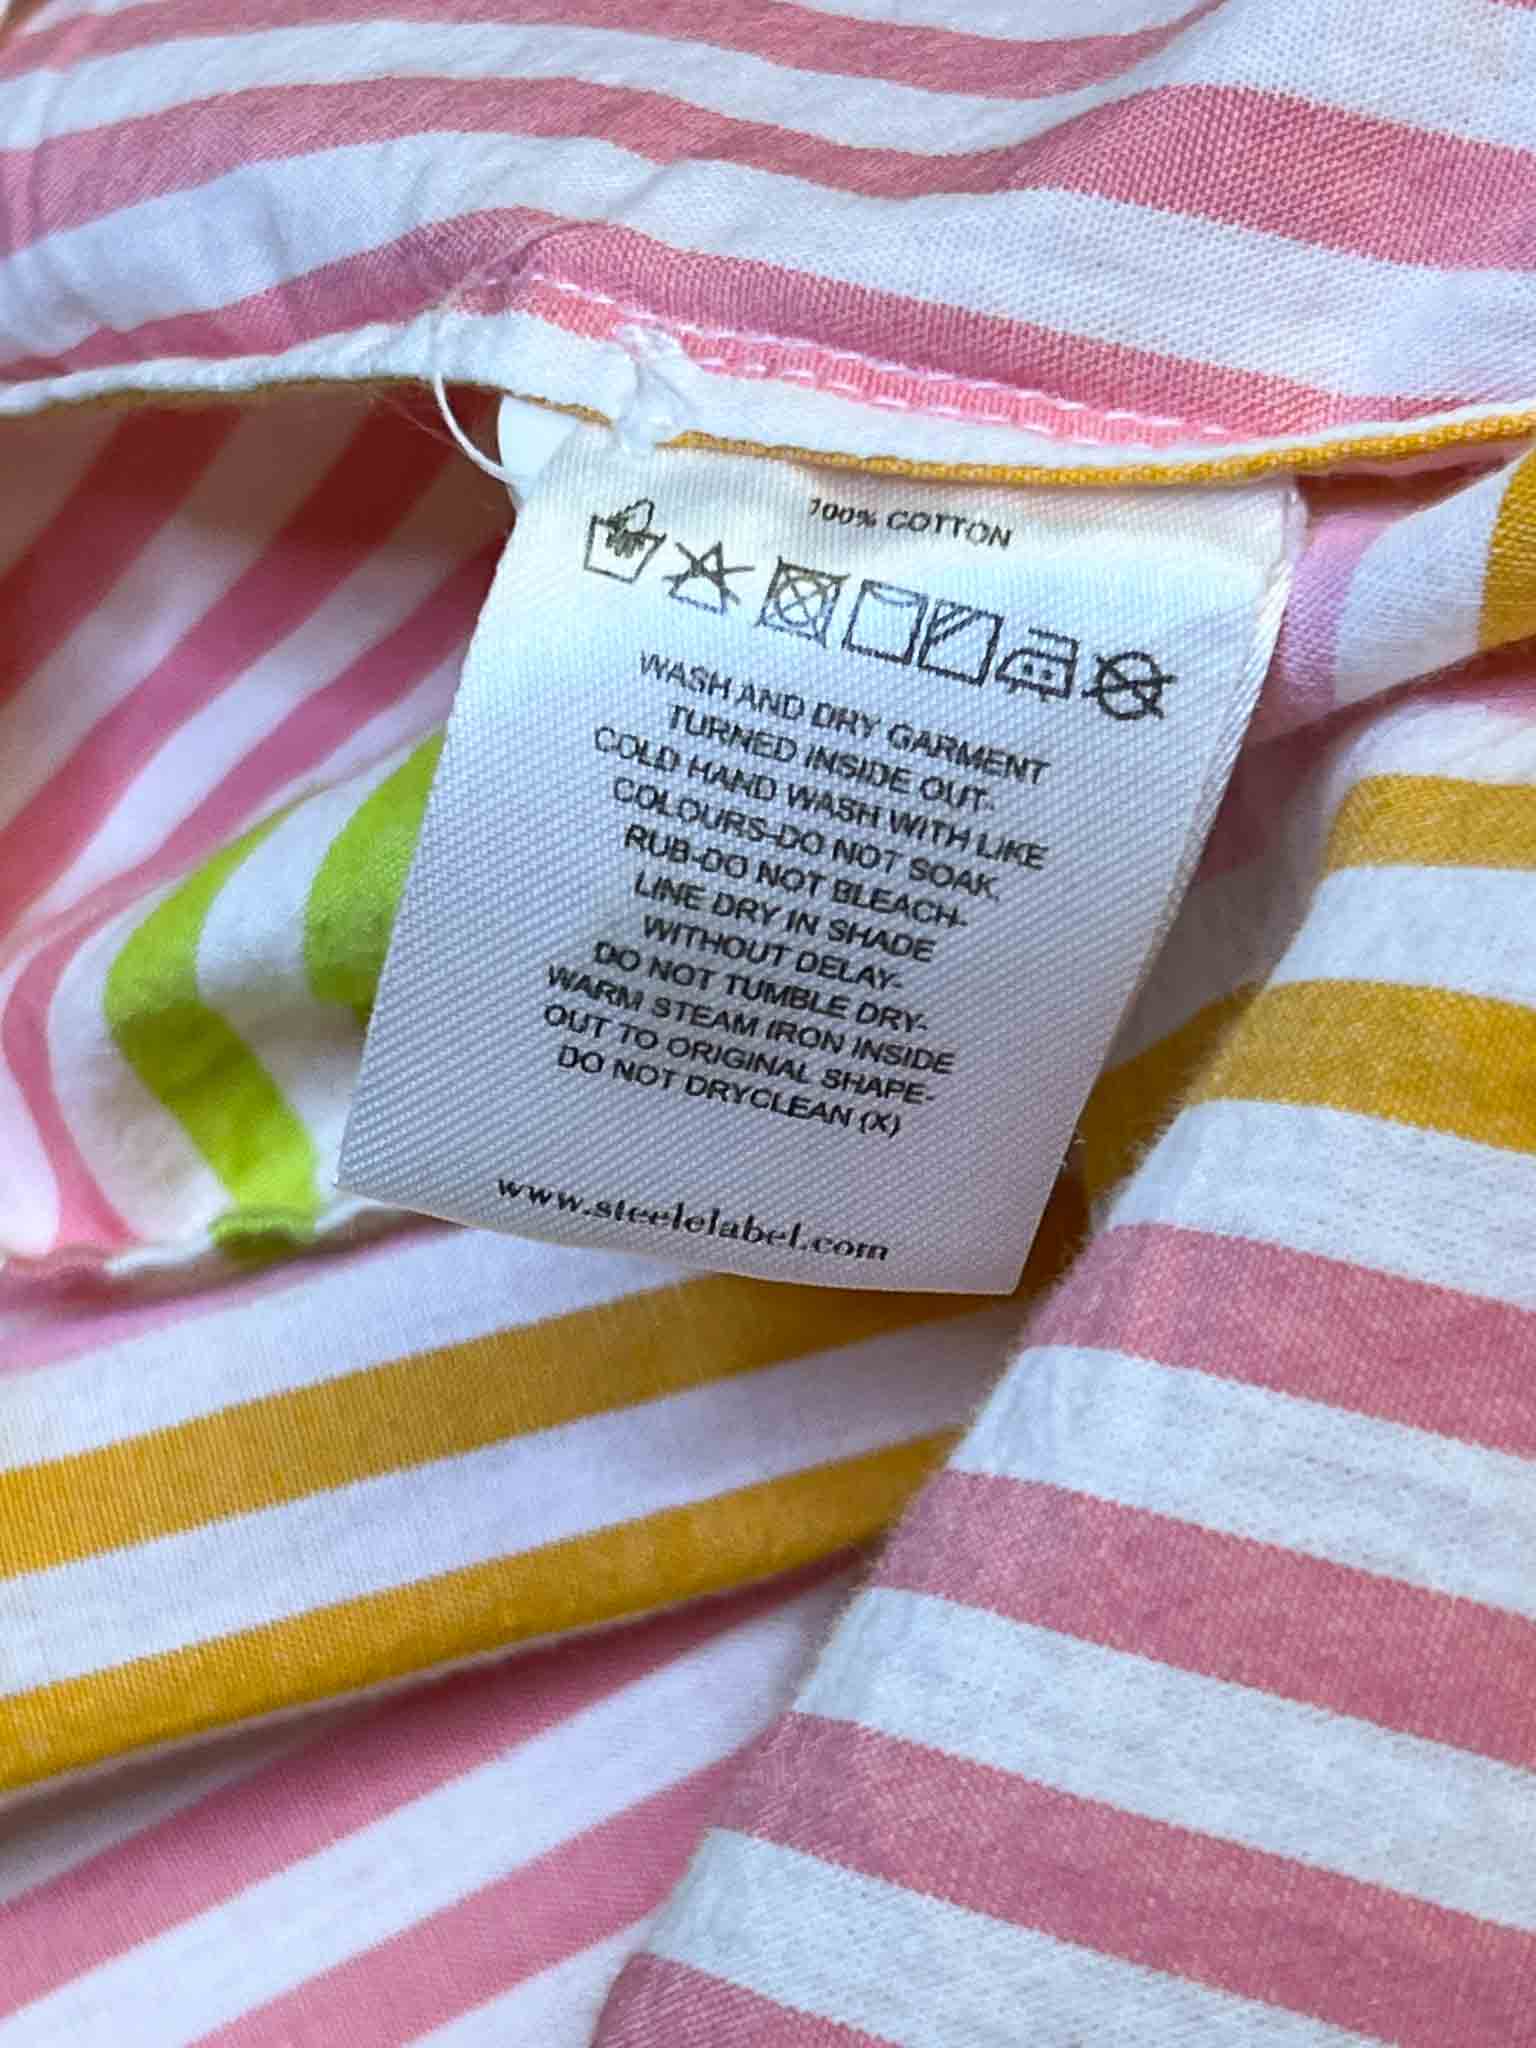 100% COTTON
WASH AND DRY GARMENT
TURNED INSIDE OUT-
COLD HAND WASH WITH LIKE
COLOURS-DO NOT SOAK,
RUB-DO NOT BLEACH-
LINE DRY IN SHADE
WITHOUT DELAY-
DO NOT TUMBLE DRY-
WARM STEAM IRON INSIDE
OUT TO ORIGINAL SHAPE-
DO NOT DRYCLEAN (X)
www.steelelabel.com